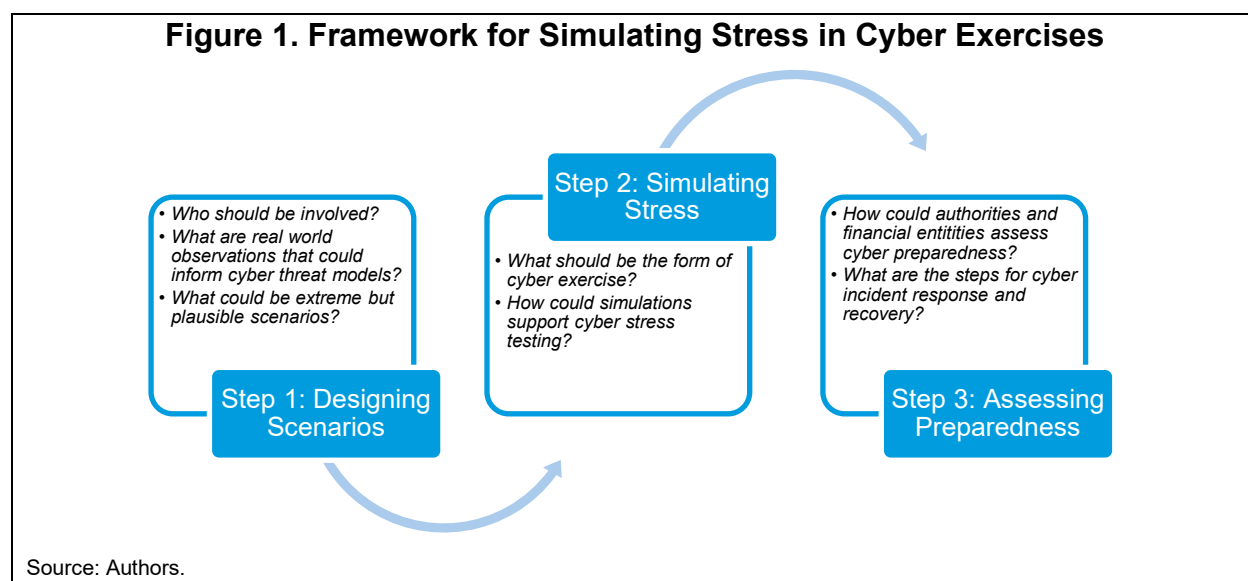 Figure 1. Framework for Simulating Stress in Cyber Exercises
• Who should be involved?
• What are real world
observations that could
inform cyber threat models?
• What could be extreme but
plausible scenarios?
Step 1: Designing
Scenarios
Step 2: Simulating
Stress
• What should be the form of
cyber exercise?
• How could simulations
support cyber stress
testing?
• How could authorities and
financial entitities assess
cyber preparedness?
• What are the steps for cyber
incident response and
recovery?
Step 3: Assessing
Preparedness
Source: Authors.